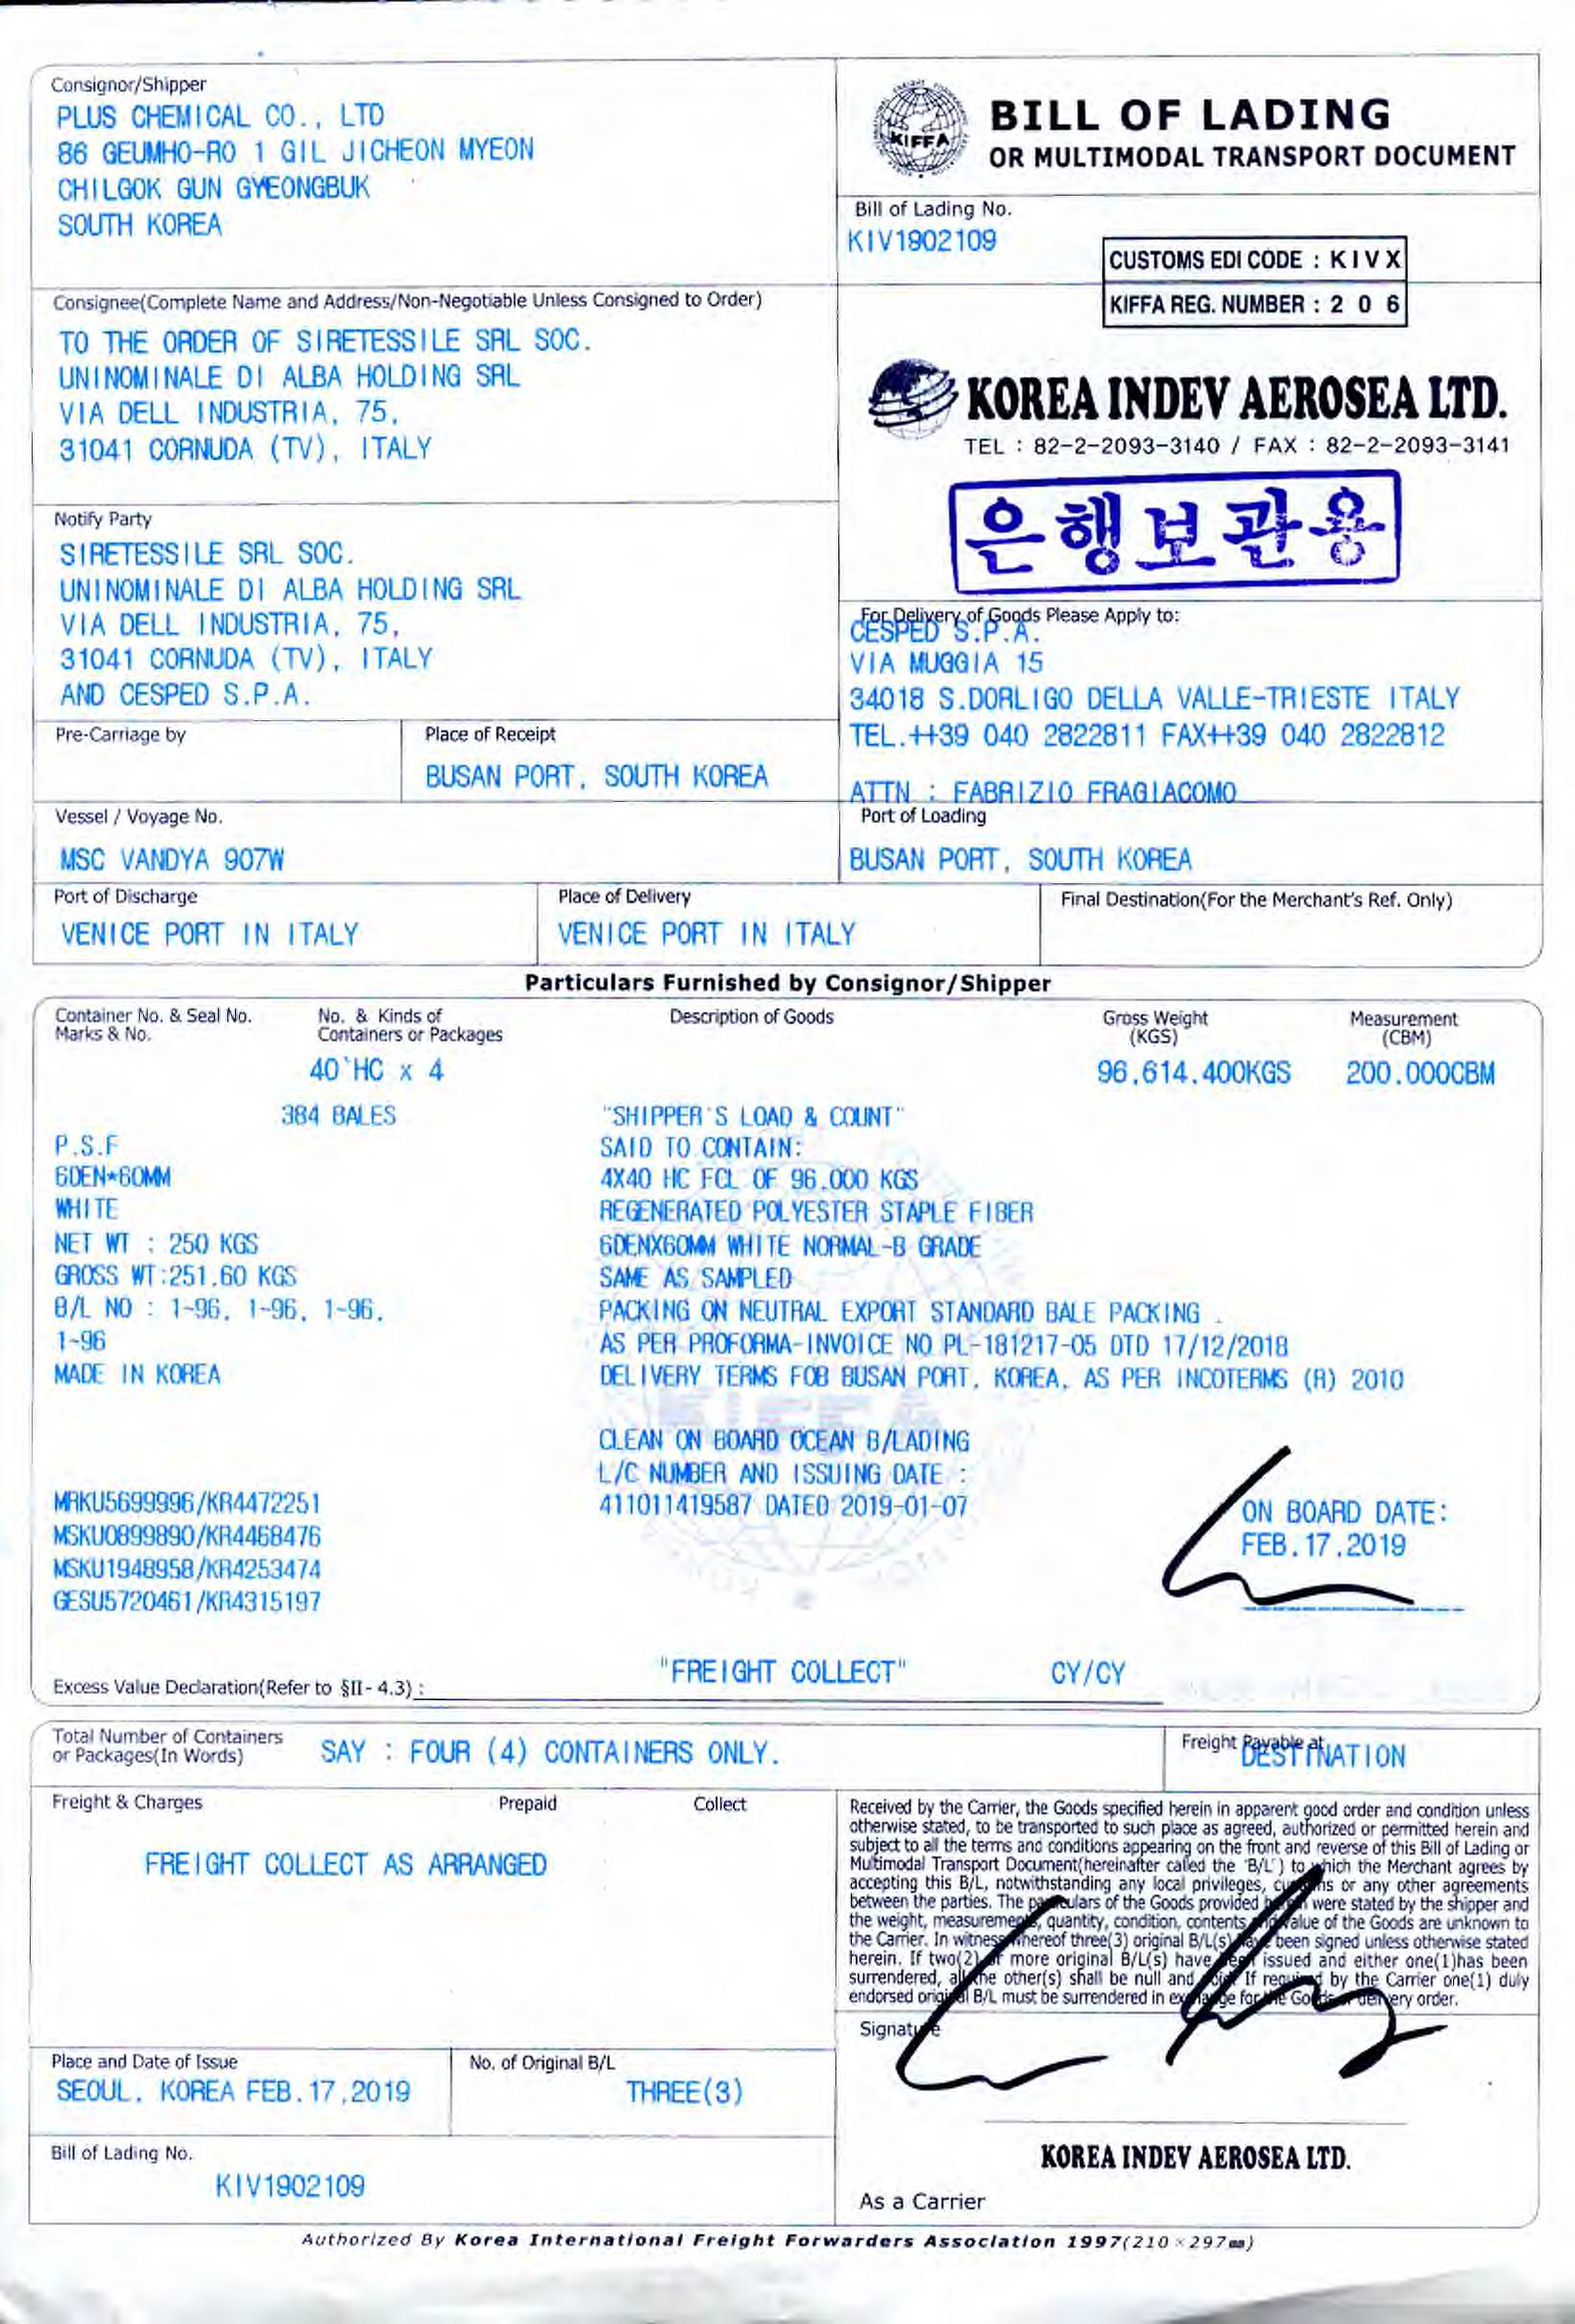 Consignor/Shipper
PLUS CHEMICAL CO., LTD
86 GEUMHO-RO 1 GIL JICHEON MYEON
CHILGOK GUN GYEONGBUK
SOUTH KOREA
KIFFA
BILL OF LADING
OR MULTIMODAL TRANSPORT DOCUMENT
Bill of Lading No.
KIV1902109
CUSTOMS EDI CODE : K I V X
KIFFA REG. NUMBER : 2 0 6
Consignee(Complete Name and Address/Non-Negotiable Unless Consigned to Order)
TO THE ORDER OF SIRETESSILE SRL SOC.
UNINOMINALE DI ALBA HOLDING SRL
VIA DELL INDUSTRIA, 75,
31041 CORNUDA (TV), ITALY
KOREA INDEV AEROSEA LTD.
TEL : 82-2-2093-3140 / FAX : 82-2-2093-3141
은행보관용
Notify Party
SIRETESSILE SRL SOC.
UNINOMINALE DI ALBA HOLDING SRL
VIA DELL INDUSTRIA, 75,
31041 CORNUDA (TV), ITALY
AND CESPED S.P.A.
For Delivery of Goods Please Apply to:
CESPED S.P.A.
VIA MUGGIA 15
34018 S.DORLIGO DELLA VALLE-TRIESTE ITALY
TEL.++39 040 2822811 FAX++39 040 2822812
ATTN : FABRIZIO FRAGIACOMO
Pre-Carriage by
Place of Receipt
BUSAN PORT, SOUTH KOREA
Vessel / Voyage No.
MSC VANDYA 907W
Port of Loading
BUSAN PORT, SOUTH KOREA
Port of Discharge
VENICE PORT IN ITALY
Place of Delivery
VENICE PORT IN ITALY
Final Destination(For the Merchant's Ref. Only)
Particulars Furnished by Consignor/Shipper
Container No. & Seal No.
Marks & No.
No. & Kinds of
Containers or Packages
Description of Goods
Gross Weight
(KGS)
Measurement
(CBM)
40'HC x 4
96,614.400KGS
200.000CBM
384 BALES
"SHIPPER'S LOAD & COUNT"
P.S.F
SAID TO CONTAIN:
6DEN*60MM
4X40 HC FCL OF 96.000 KGS
WHITE
REGENERATED POLYESTER STAPLE FIBER
NET WT : 250 KGS
6DENX60MM WHITE NORMAL-B GRADE
GROSS WT:251.60 KGS
SAME AS SAMPLED
B/L NO : 1-96, 1-96, 1-96,
PACKING ON NEUTRAL EXPORT STANDARD BALE PACKING .
1-96
AS PER PROFORMA-INVOICE NO PL-181217-05 DTD 17/12/2018
MADE IN KOREA
DELIVERY TERMS FOB BUSAN PORT, KOREA, AS PER INCOTERMS (R) 2010
KIFFA
CLEAN ON BOARD OCEAN B/LADING
L/C NUMBER AND ISSUING DATE :
411011419587 DATED 2019-01-07
MRKU5699996/KR4472251
MSKU0899890/KR4468476
MSKU1948958/KR4253474
GESU5720461/KR4315197
ON BOARD DATE:
FEB.17,2019
"FREIGHT COLLECT"
CY/CY
Excess Value Declaration(Refer to §II- 4.3) :
Total Number of Containers
or Packages(In Words)
SAY : FOUR (4) CONTAINERS ONLY.
Freight Payable at
DESTINATION
Freight & Charges
Prepaid
Collect
FREIGHT COLLECT AS ARRANGED
Received by the Carrier, the Goods specified herein in apparent good order and condition unless
otherwise stated, to be transported to such place as agreed, authorized or permitted herein and
subject to all the terms and conditions appearing on the front and reverse of this Bill of Lading or
Multimodal Transport Document(hereinafter called the 'B/L') to which the Merchant agrees by
accepting this B/L, notwithstanding any local privileges, customs or any other agreements
between the parties. The particulars of the Goods provided herein were stated by the shipper and
the weight, measurements, quantity, condition, contents and value of the Goods are unknown to
the Carrier. In witness whereof three(3) original B/L(s) have been signed unless otherwise stated
herein. If two(2) or more original B/L(s) have been issued and either one(1)has been
surrendered, all the other(s) shall be null and void. If required by the Carrier one(1) duly
endorsed original B/L must be surrendered in exchange for the Goods or delivery order.
Signature
Place and Date of Issue
SEOUL, KOREA FEB.17,2019
No. of Original B/L
THREE(3)
Bill of Lading No.
KIV1902109
KOREA INDEV AEROSEA LTD.
As a Carrier
Authorized By Korea International Freight Forwarders Association 1997(210×297㎜)